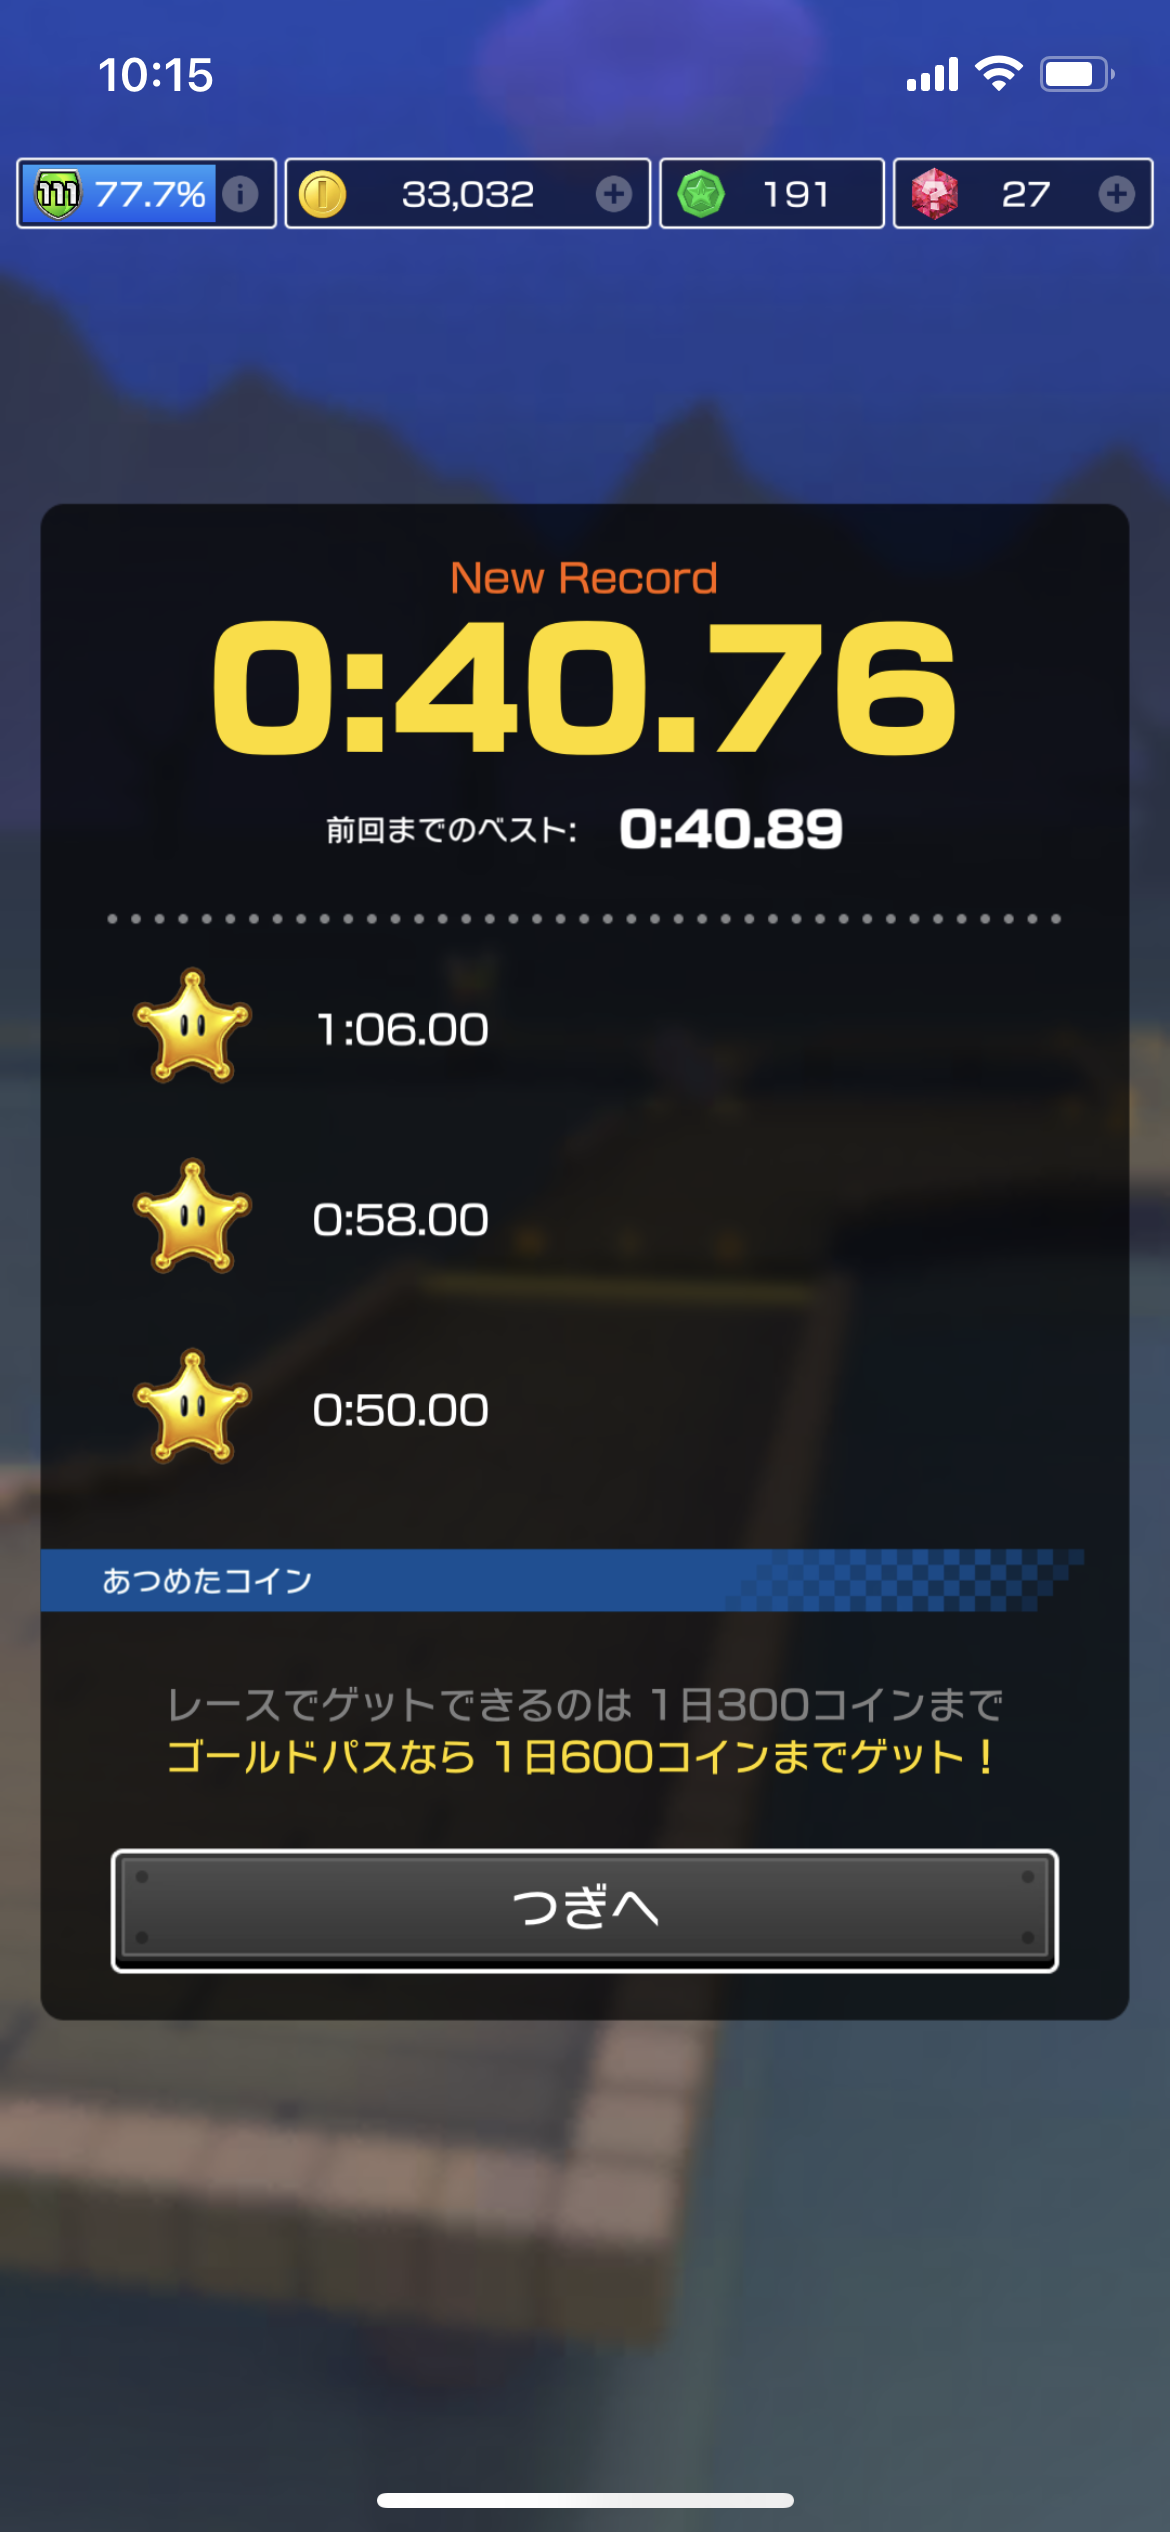 10:15
111 77.7% i 33,032 + 191 ? 27 +
New Record
0:40.76
前回までのベスト: 0:40.89
1:06.00
0:58.00
0:50.00
あつめたコイン
レースでゲットできるのは 1日300コインまで
ゴールドパスなら 1日600コインまでゲット！
つぎへ